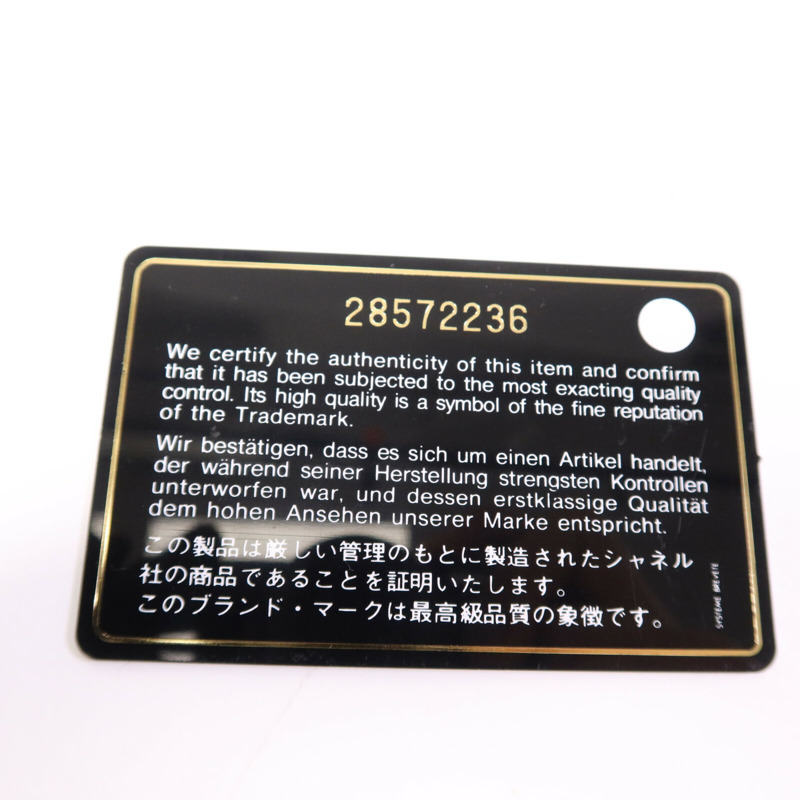 28572236
We certify the authenticity of this item and confirm
that it has been subjected to the most exacting quality
control. Its high quality is a symbol of the fine reputation
of the Trademark.
Wir bestätigen, dass es sich um einen Artikel handelt,
der während seiner Herstellung strengsten Kontrollen
unterworfen war, und dessen erstklassige Qualität
dem hohen Ansehen unserer Marke entspricht.
この製品は厳しい管理のもとに製造されたシャネル
社の商品であることを証明いたします。
このブランド・マークは最高級品質の象徴です。
SYSTEME BREVETE